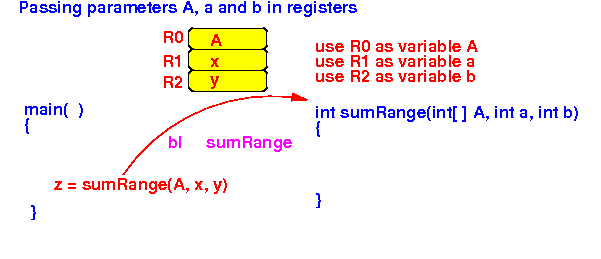 Passing parameters A, a and b in registers
R0 A
R1 x
R2 y
use R0 as variable A
use R1 as variable a
use R2 as variable b
main( )
{
bl sumRange
z = sumRange(A, x, y)
}
int sumRange(int[ ] A, int a, int b)
{
}